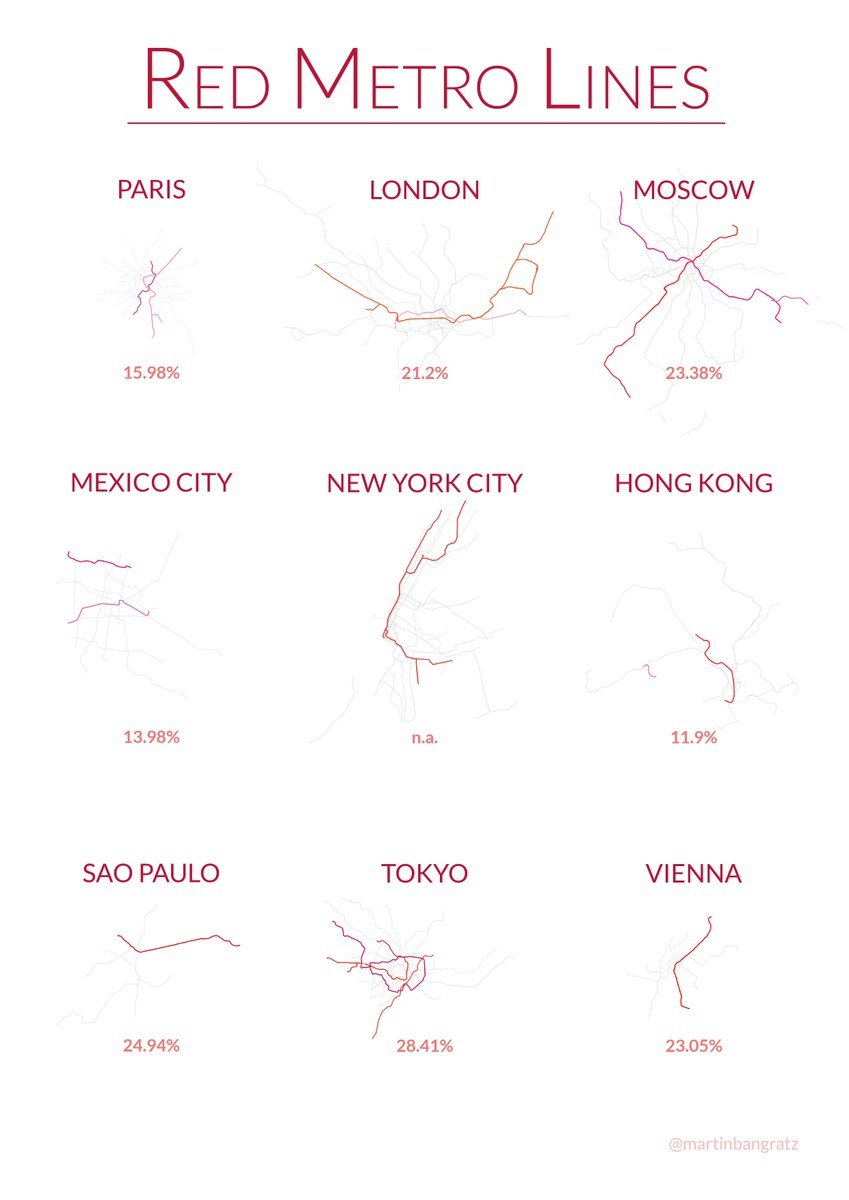 RED METRO LINES
PARIS
LONDON
MOSCOW
15.98%
21.2%
23.38%
MEXICO CITY
NEW YORK CITY
HONG KONG
13.98%
n.a.
11.9%
SAO PAULO
TOKYO
VIENNA
24.94%
28.41%
23.05%
@martinbangratz